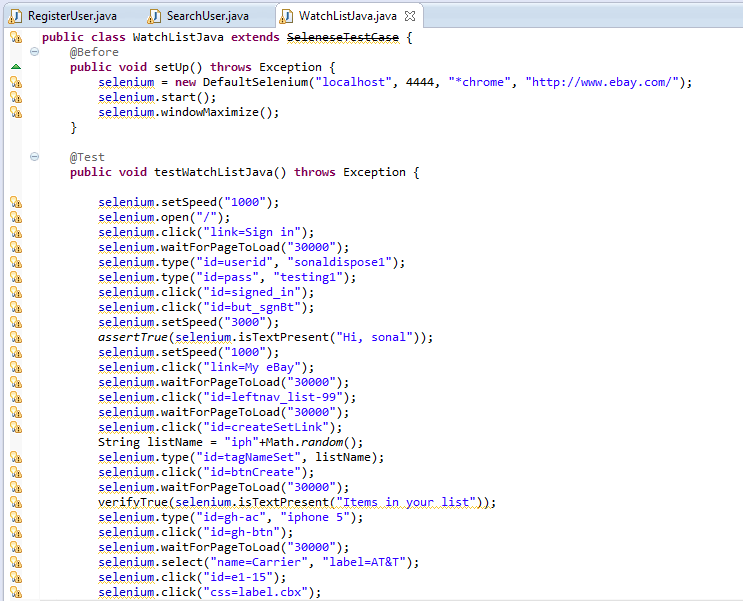 RegisterUser.java SearchUser.java WatchListJava.java
public class WatchListJava extends SeleneseTestCase {
@Before
public void setUp() throws Exception {
selenium = new DefaultSelenium("localhost", 4444, "*chrome", "http://www.ebay.com/");
selenium.start();
selenium.windowMaximize();
}
@Test
public void testWatchListJava() throws Exception {
selenium.setSpeed("1000");
selenium.open("/");
selenium.click("link=Sign in");
selenium.waitForPageToLoad("30000");
selenium.type("id=userid", "sonaldispose1");
selenium.type("id=pass", "testing1");
selenium.click("id=signed_in");
selenium.click("id=but_sgnBt");
selenium.setSpeed("3000");
assertTrue(selenium.isTextPresent("Hi, sonal"));
selenium.setSpeed("1000");
selenium.click("link=My eBay");
selenium.waitForPageToLoad("30000");
selenium.click("id=leftnav_list-99");
selenium.waitForPageToLoad("30000");
selenium.click("id=createSetLink");
String listName = "iph"+Math.random();
selenium.type("id=tagNameSet", listName);
selenium.click("id=btnCreate");
selenium.waitForPageToLoad("30000");
verifyTrue(selenium.isTextPresent("Items in your list"));
selenium.type("id=gh-ac", "iphone 5");
selenium.click("id=gh-btn");
selenium.waitForPageToLoad("30000");
selenium.select("name=Carrier", "label=AT&T");
selenium.click("id=e1-15");
selenium.click("css=label.cbx");